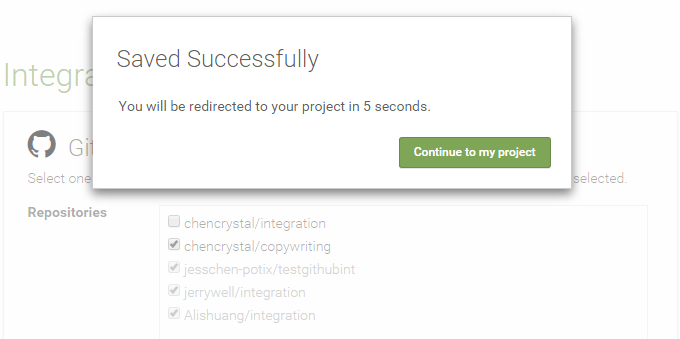 Saved Successfully
You will be redirected to your project in 5 seconds.
Continue to my project
Integra
Git
Select one
selected.
Repositories
chencrystal/integration
chencrystal/copywriting
jesschen-potix/testgithubint
jerrywell/integration
Alishuang/integration